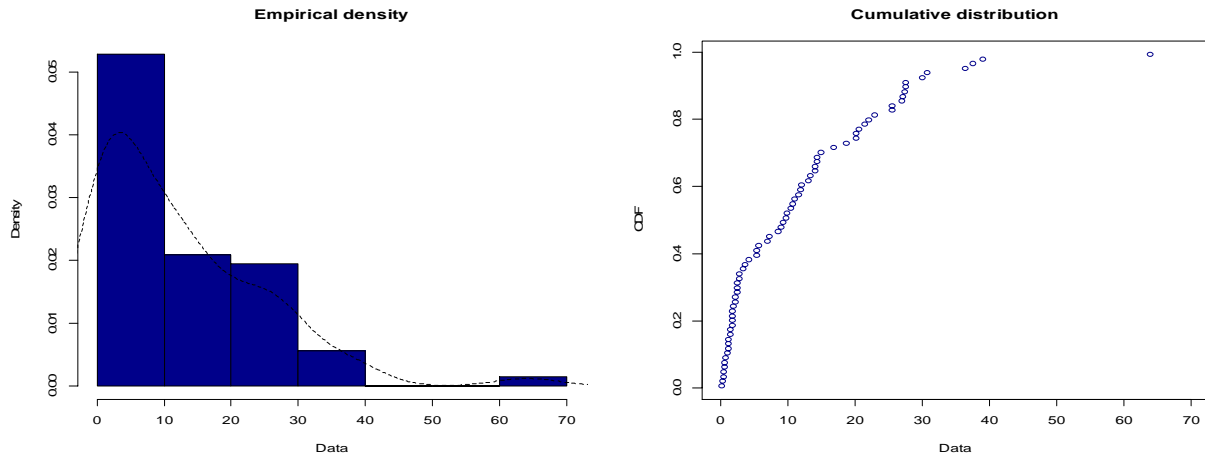 Empirical density
Density
0.00
0.01
0.02
0.03
0.04
0.05
0 10 20 30 40 50 60 70
Data
Cumulative distribution
CDF
0.0
0.2
0.4
0.6
0.8
1.0
0 10 20 30 40 50 60 70
Data